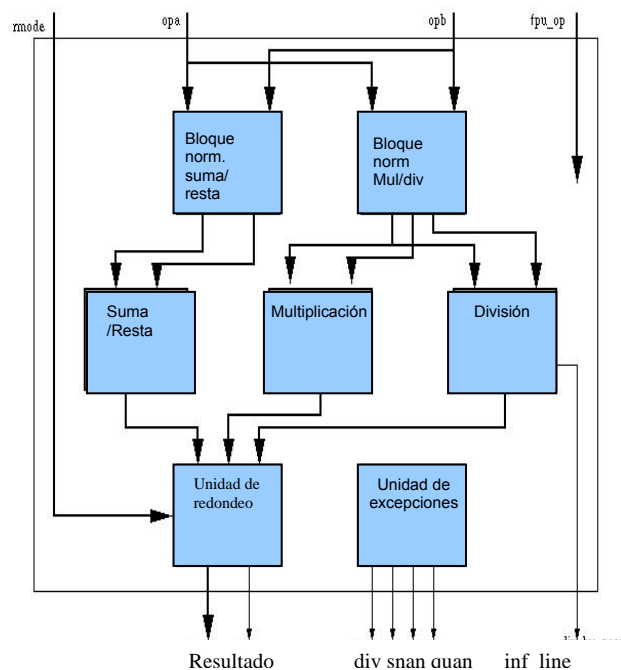 rmode opa opb fpu_op
Bloque
norm.
suma/
resta
Bloque
norm
Mul/div
Suma
/Resta
Multiplicación
División
Unidad de
redondeo
Unidad de
excepciones
Resultado div snan quan inf line